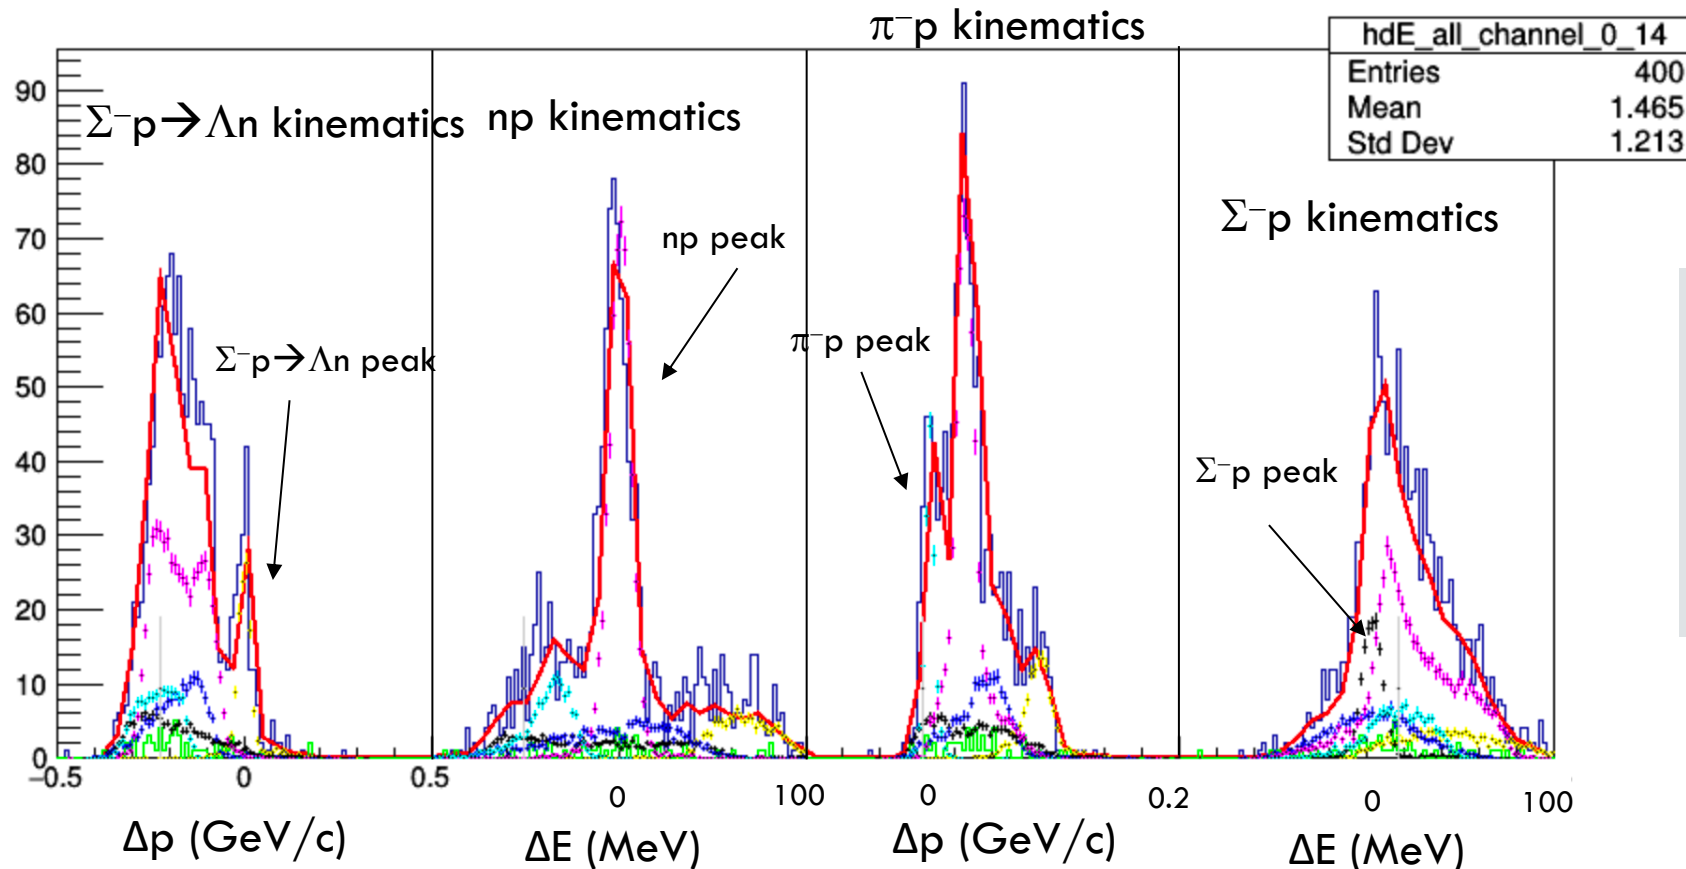 π⁻p kinematics
hdE_all_channel_0_14
Entries 400
Mean 1.465
Std Dev 1.213
Σ⁻p→Λn kinematics
np kinematics
Σ⁻p kinematics
np peak
π⁻p peak
Σ⁻p→Λn peak
Σ⁻p peak
90
80
70
60
50
40
30
20
10
0
−0.5 0 0.5 0 100 0 0.2 0 100
Δp (GeV/c) ΔE (MeV) Δp (GeV/c) ΔE (MeV)